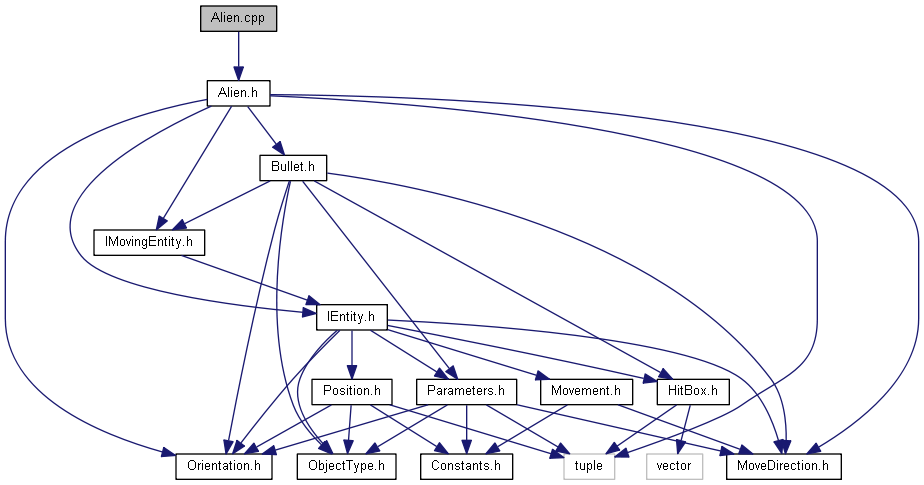 Alien.cpp
Alien.h
Bullet.h
IMovingEntity.h
IEntity.h
Position.h
Parameters.h
Movement.h
HitBox.h
Orientation.h
ObjectType.h
Constants.h
tuple
vector
MoveDirection.h